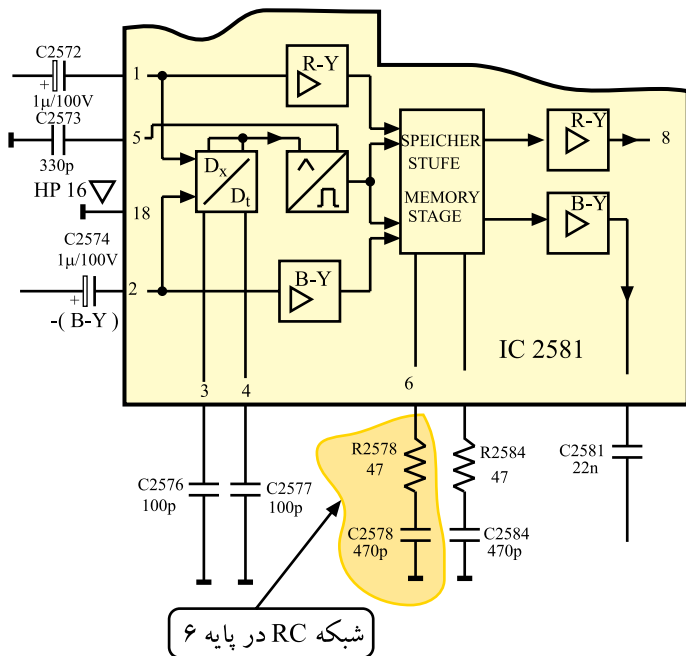 C2572
1
+
1μ/100V
R-Y
C2573
5
330p
HP 16
18
Dx
Dt
SPEICHER
STUFE
MEMORY
STAGE
R-Y
8
B-Y
C2574
1μ/100V
2
+
-( B-Y )
B-Y
IC 2581
3
4
6
C2576
100p
C2577
100p
R2578
47
R2584
47
C2581
22n
C2578
470p
C2584
470p
شبکه RC در پایه ۶